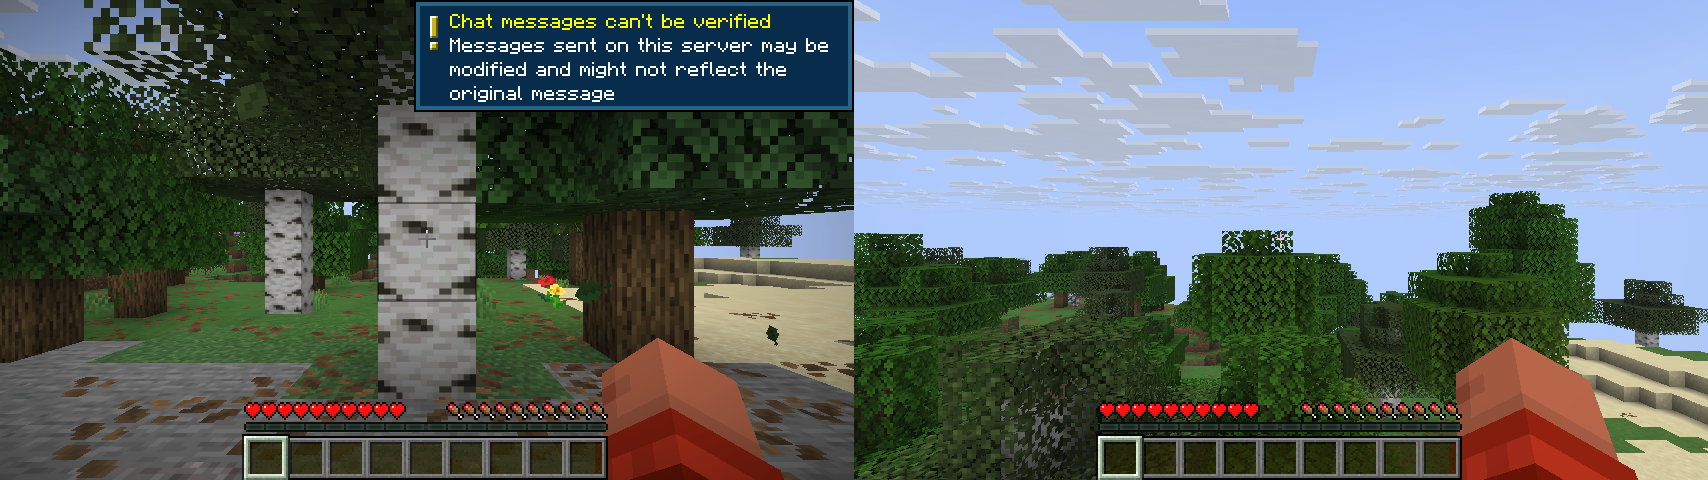 Chat messages can't be verified
Messages sent on this server may be
modified and might not reflect the
original message